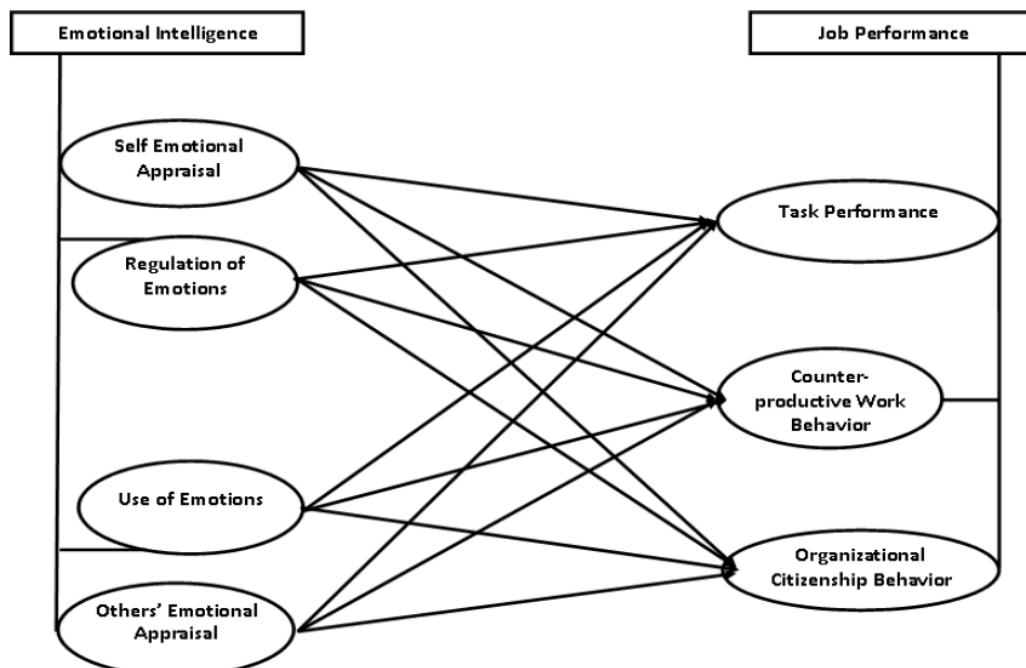 Emotional Intelligence
Job Performance
Self Emotional
Appraisal
Regulation of
Emotions
Use of Emotions
Others' Emotional
Appraisal
Task Performance
Counter-
productive Work
Behavior
Organizational
Citizenship Behavior